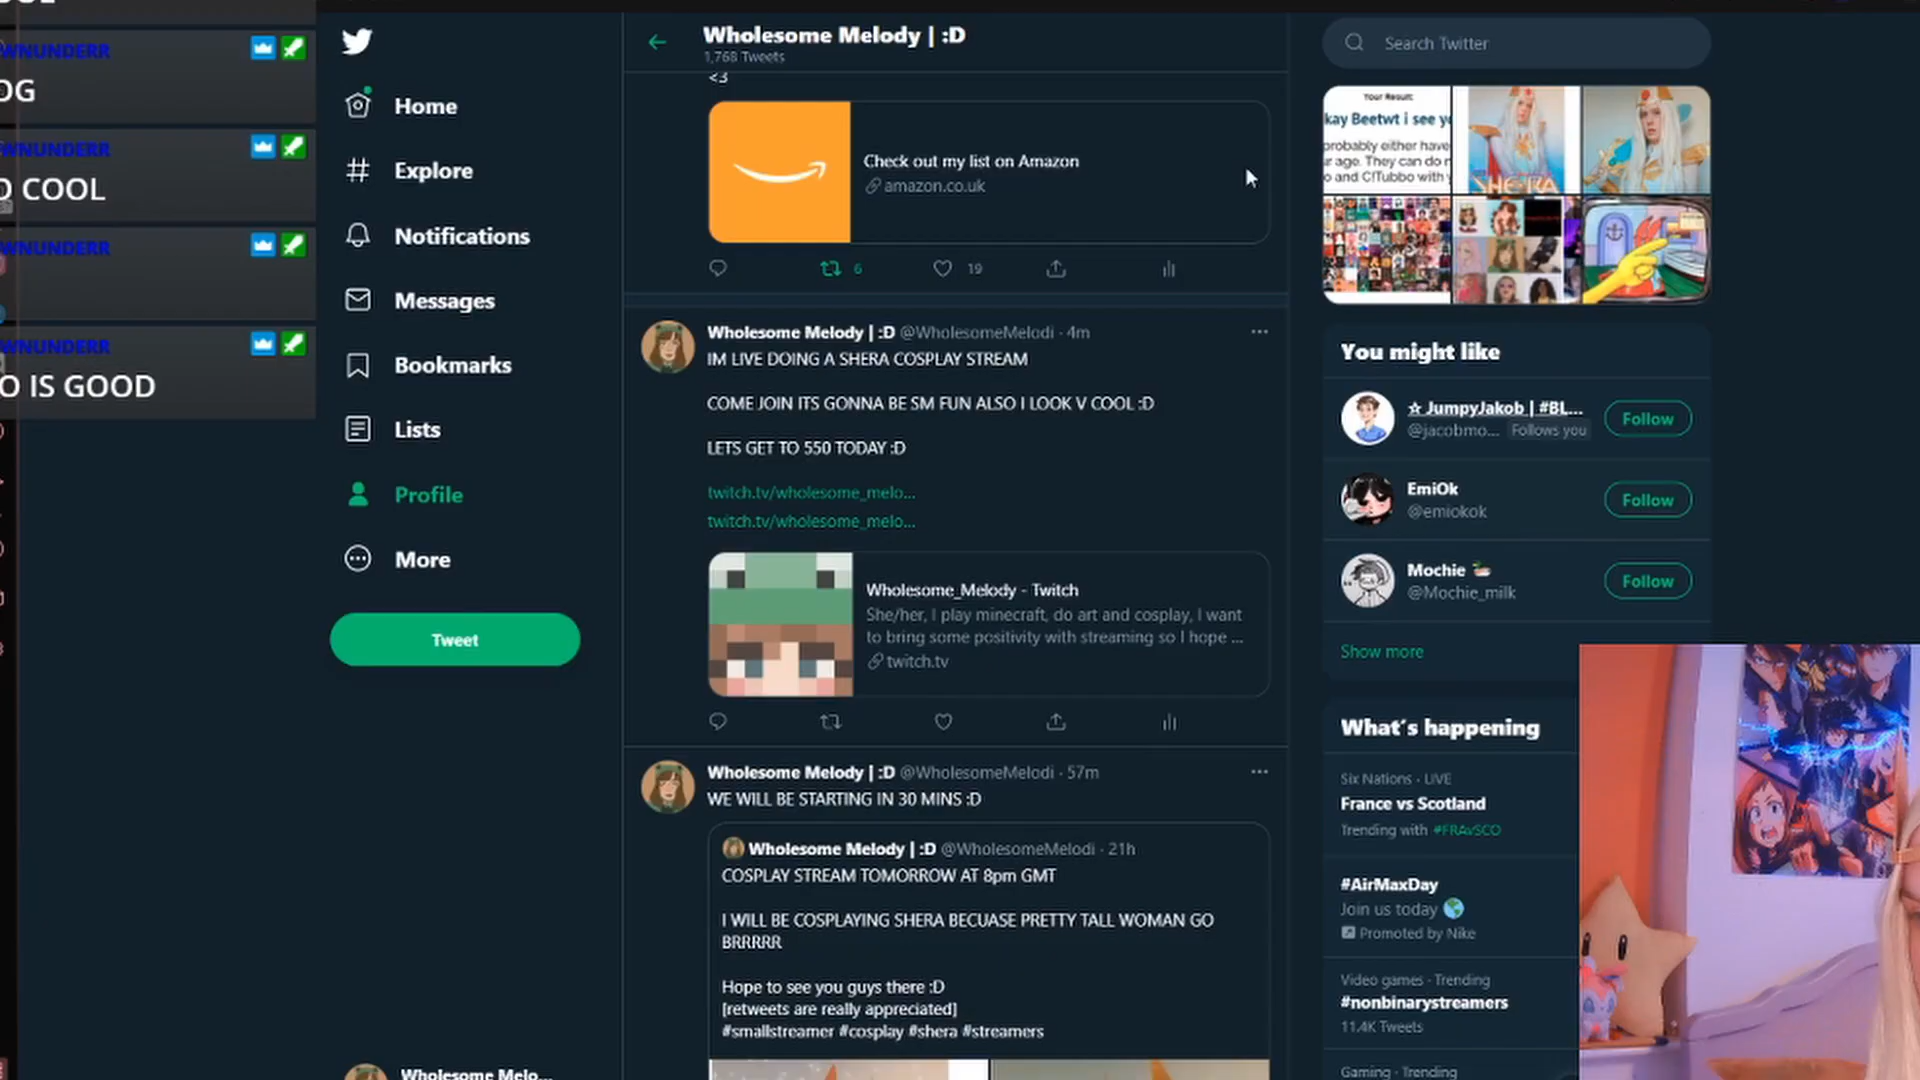 WNUNDERR
OG
WNUNDERR
O COOL
WNUNDERR
WNUNDERR
O IS GOOD
Home
Explore
Notifications
Messages
Bookmarks
Lists
Profile
More
Tweet
Wholesome Melo...
Wholesome Melody | :D
1,768 Tweets
<3
Check out my list on Amazon
amazon.co.uk
6 19
Wholesome Melody | :D @WholesomeMelodi · 4m
IM LIVE DOING A SHERA COSPLAY STREAM
COME JOIN ITS GONNA BE SM FUN ALSO I LOOK V COOL :D
LETS GET TO 550 TODAY :D
twitch.tv/wholesome_melo...
twitch.tv/wholesome_melo...
Wholesome_Melody - Twitch
She/her, I play minecraft, do art and cosplay, I want
to bring some positivity with streaming so I hope ...
twitch.tv
Wholesome Melody | :D @WholesomeMelodi · 57m
WE WILL BE STARTING IN 30 MINS :D
Wholesome Melody | :D @WholesomeMelodi · 21h
COSPLAY STREAM TOMORROW AT 8pm GMT
I WILL BE COSPLAYING SHERA BECUASE PRETTY TALL WOMAN GO
BRRRRR
Hope to see you guys there :D
[retweets are really appreciated]
#smallstreamer #cosplay #shera #streamers
Search Twitter
Your Result:
kay Beetwt i see yo
probably either have
ur age. They can do r
o and C!Tubbo with y
SHE-RA
You might like
☆ JumpyJakob | #BL...
@jacobmo... Follows you
Follow
EmiOk
@emiokok
Follow
Mochie
@Mochie_milk
Follow
Show more
What's happening
Six Nations · LIVE
France vs Scotland
Trending with #FRAvSCO
#AirMaxDay
Join us today
Promoted by Nike
Video games · Trending
#nonbinarystreamers
11.4K Tweets
Gaming · Trending